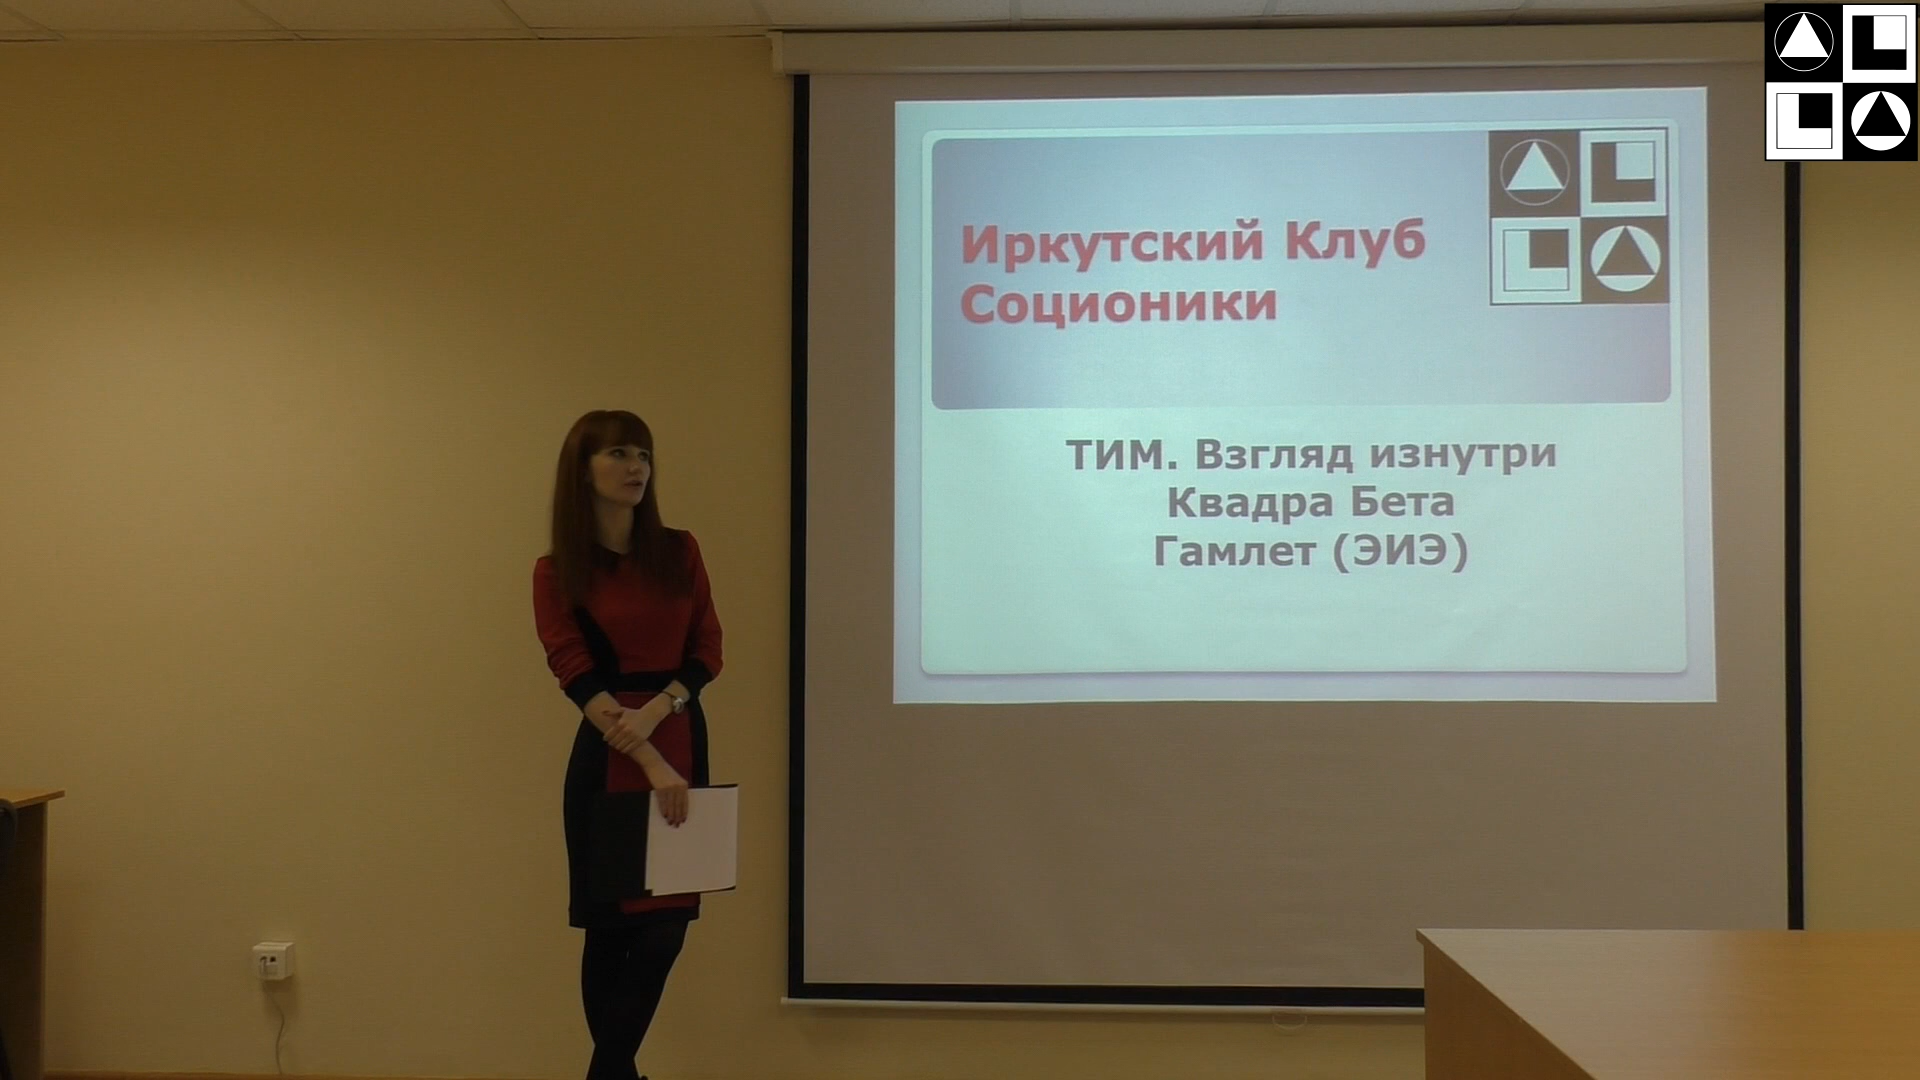 Иркутский Клуб
Соционики
ТИМ. Взгляд изнутри
Квадра Бета
Гамлет (ЭИЭ)